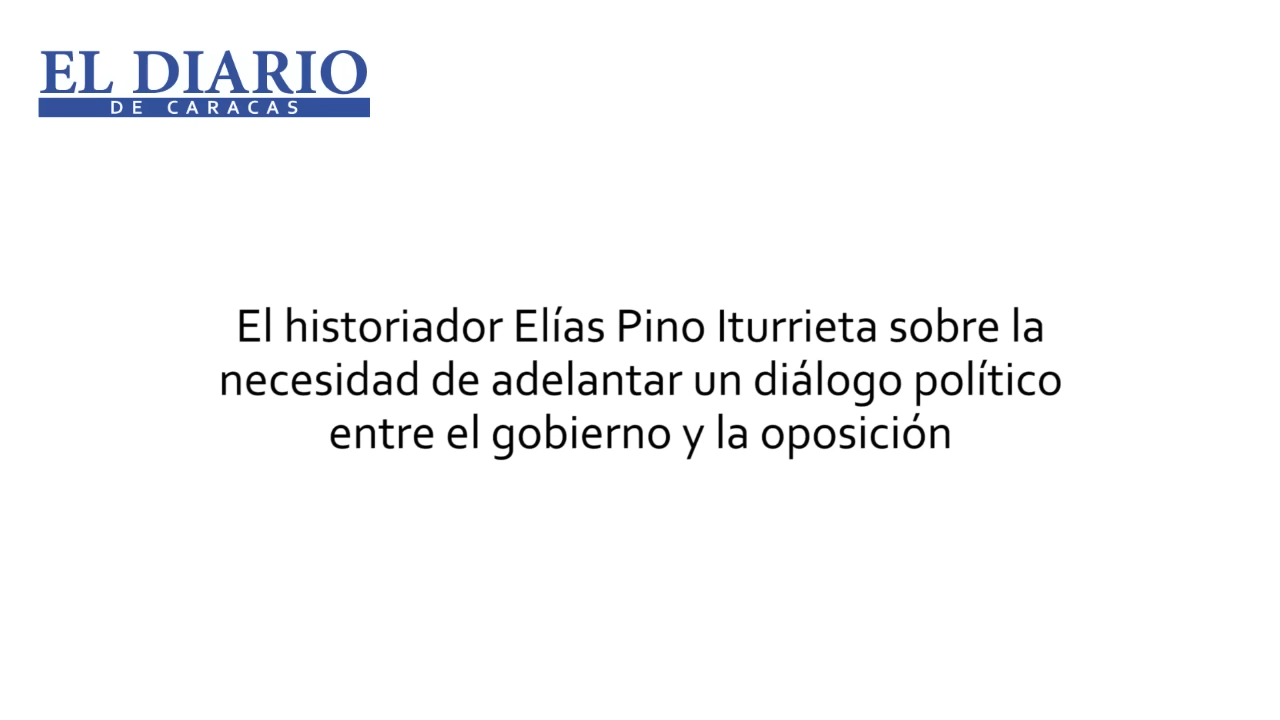 EL DIARIO
DE CARACAS
El historiador Elías Pino Iturrieta sobre la
necesidad de adelantar un diálogo político
entre el gobierno y la oposición